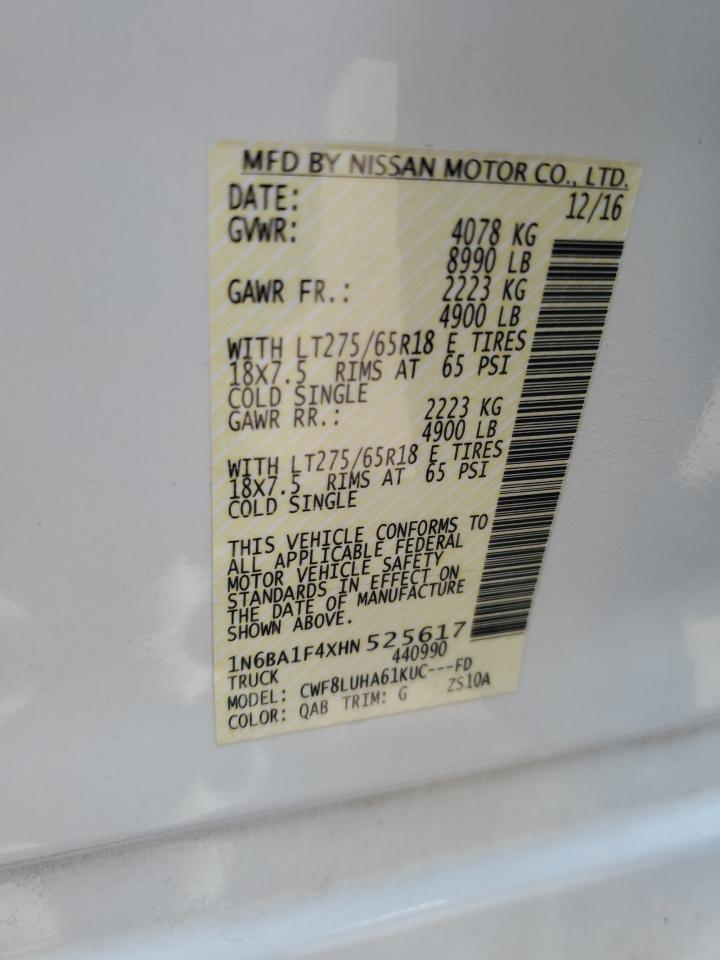 MFD BY NISSAN MOTOR CO., LTD.
DATE: 12/16
GVWR: 4078 KG
8990 LB
GAWR FR.: 2223 KG
4900 LB
WITH LT275/65R18 E TIRES
18X7.5 RIMS AT 65 PSI
COLD SINGLE
GAWR RR.: 2223 KG
4900 LB
WITH LT275/65R18 E TIRES
18X7.5 RIMS AT 65 PSI
COLD SINGLE
THIS VEHICLE CONFORMS TO
ALL APPLICABLE FEDERAL
MOTOR VEHICLE SAFETY
STANDARDS IN EFFECT ON
THE DATE OF MANUFACTURE
SHOWN ABOVE.
1N6BA1F4XHN 525617
TRUCK 440990
MODEL: CWF8LUHA61KUC---FD
COLOR: QAB TRIM: G ZS10A